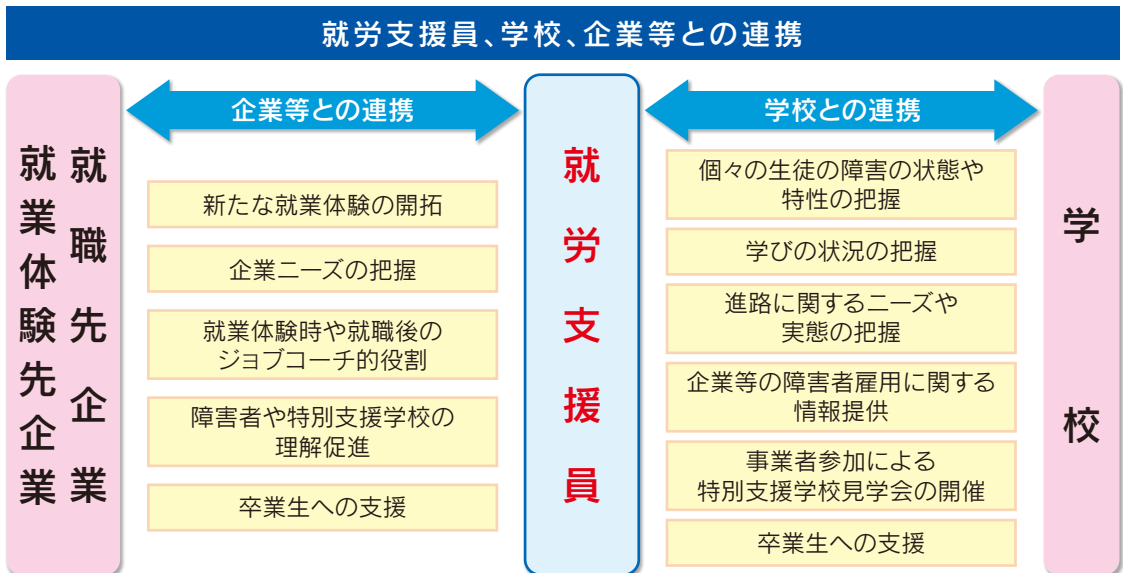 就労支援員、学校、企業等との連携
就職先企業
就業体験先企業
企業等との連携
新たな就業体験の開拓
企業ニーズの把握
就業体験時や就職後の
ジョブコーチ的役割
障害者や特別支援学校の
理解促進
卒業生への支援
就労支援員
学校との連携
個々の生徒の障害の状態や
特性の把握
学びの状況の把握
進路に関するニーズや
実態の把握
企業等の障害者雇用に関する
情報提供
事業者参加による
特別支援学校見学会の開催
卒業生への支援
学校